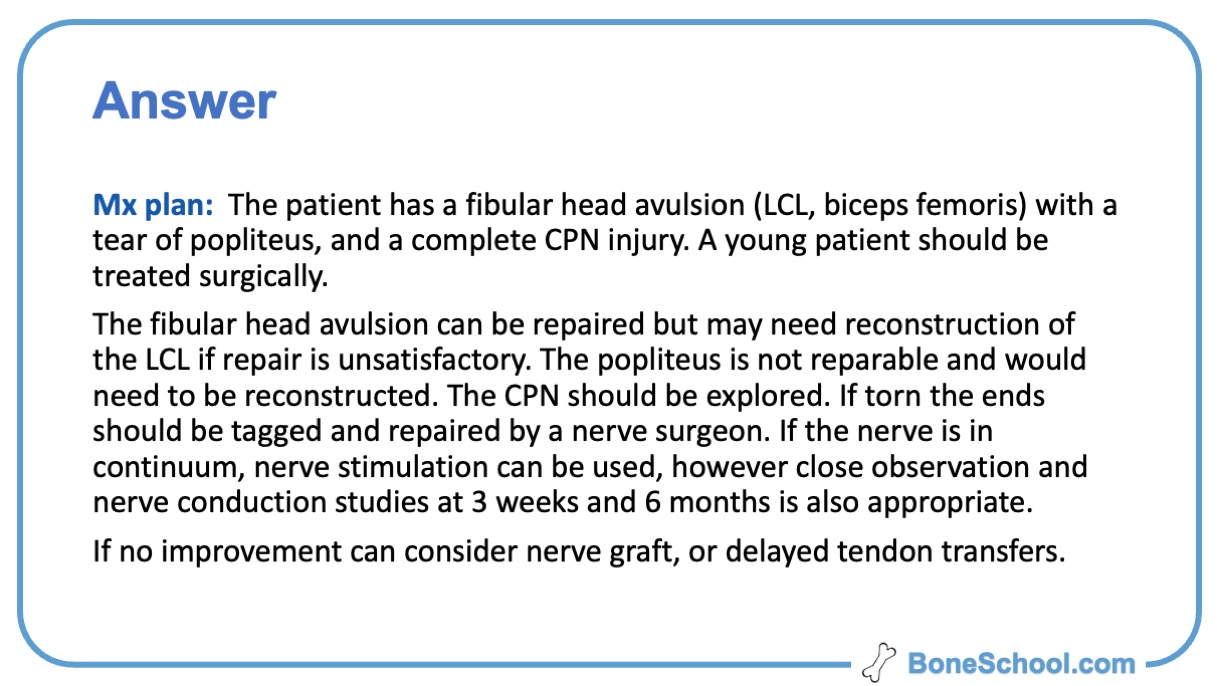 Answer
Mx plan: The patient has a fibular head avulsion (LCL, biceps femoris) with a
tear of popliteus, and a complete CPN injury. A young patient should be
treated surgically.
The fibular head avulsion can be repaired but may need reconstruction of
the LCL if repair is unsatisfactory. The popliteus is not reparable and would
need to be reconstructed. The CPN should be explored. If torn the ends
should be tagged and repaired by a nerve surgeon. If the nerve is in
continuum, nerve stimulation can be used, however close observation and
nerve conduction studies at 3 weeks and 6 months is also appropriate.
If no improvement can consider nerve graft, or delayed tendon transfers.
BoneSchool.com